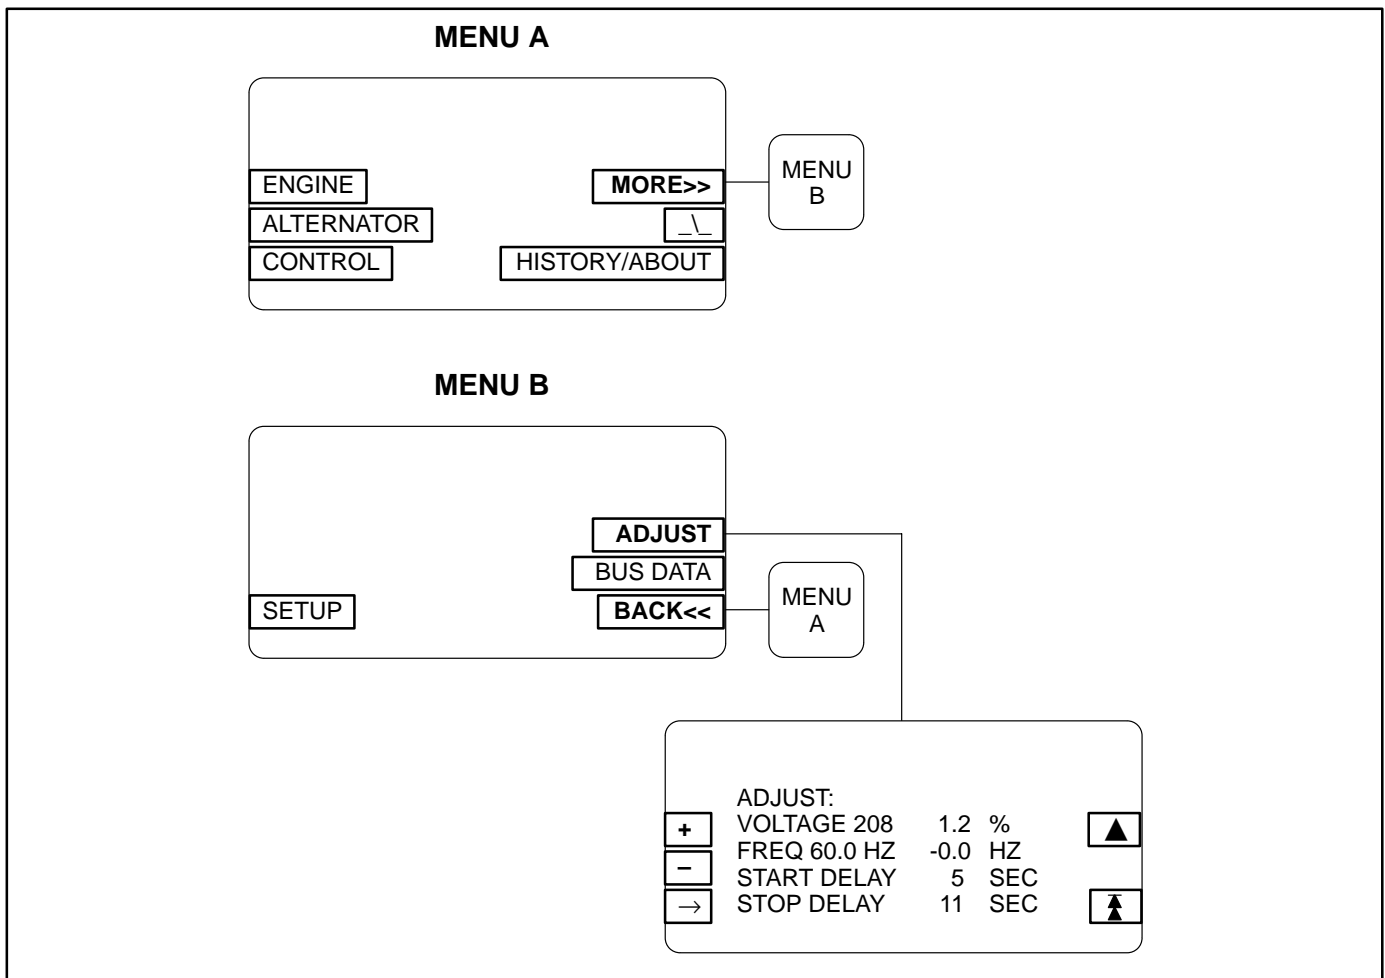 MENU A
ENGINE MORE>>
MENU
B
ALTERNATOR _\_
CONTROL HISTORY/ABOUT
MENU B
ADJUST
BUS DATA
SETUP BACK<<
MENU
A
ADJUST:
+ VOLTAGE 208 1.2 % ▲
FREQ 60.0 HZ -0.0 HZ
–
START DELAY 5 SEC
→ STOP DELAY 11 SEC